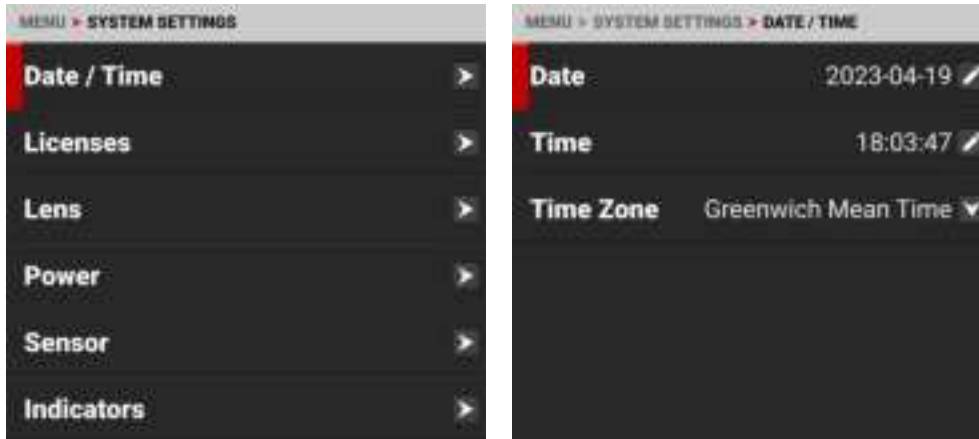 MENU > SYSTEM SETTINGS
Date / Time
Licenses
Lens
Power
Sensor
Indicators
MENU > SYSTEM SETTINGS > DATE / TIME
Date 2023-04-19
Time 18:03:47
Time Zone Greenwich Mean Time